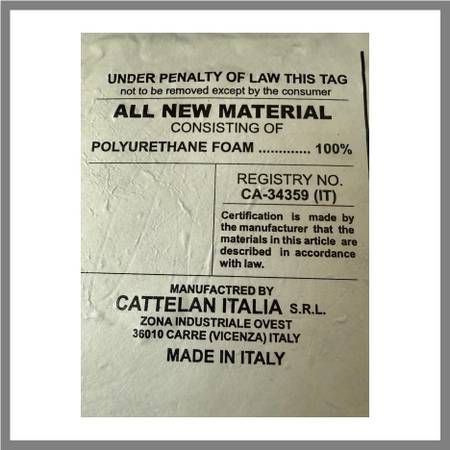 UNDER PENALTY OF LAW THIS TAG
not to be removed except by the consumer
ALL NEW MATERIAL
CONSISTING OF
POLYURETHANE FOAM ............. 100%
REGISTRY NO.
CA-34359 (IT)
Certification is made by
the manufacturer that the
materials in this article are
described in accordance
with law.
MANUFACTRED BY
CATTELAN ITALIA S.R.L.
ZONA INDUSTRIALE OVEST
36010 CARRE (VICENZA) ITALY
MADE IN ITALY